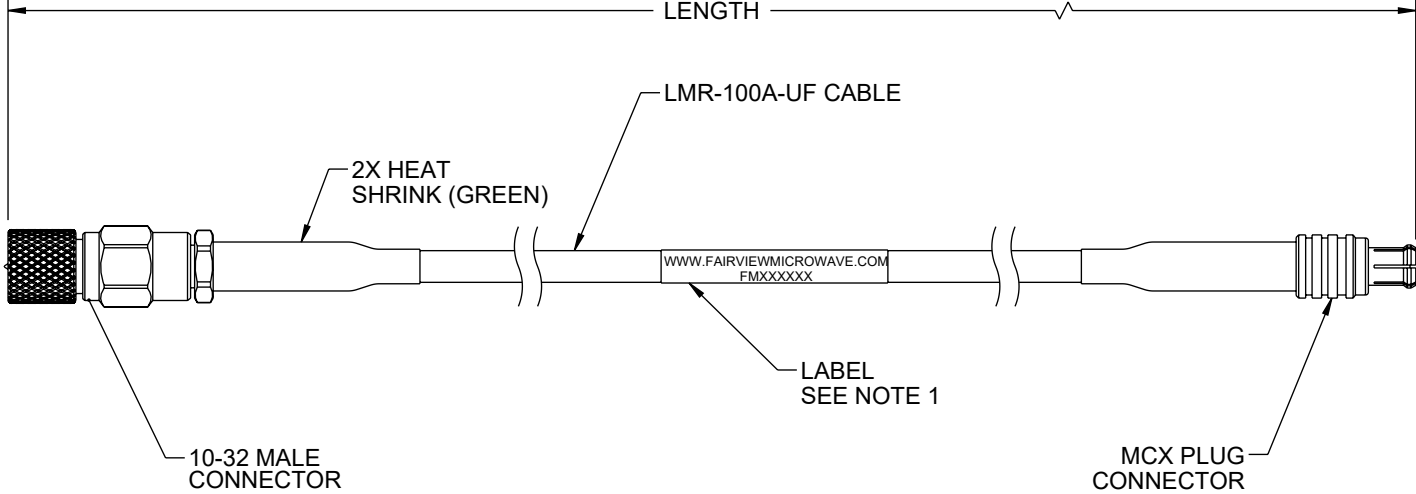 LENGTH
LMR-100A-UF CABLE
2X HEAT
SHRINK (GREEN)
WWW.FAIRVIEWMICROWAVE.COM
FMXXXXXX
LABEL
SEE NOTE 1
10-32 MALE
CONNECTOR
MCX PLUG
CONNECTOR